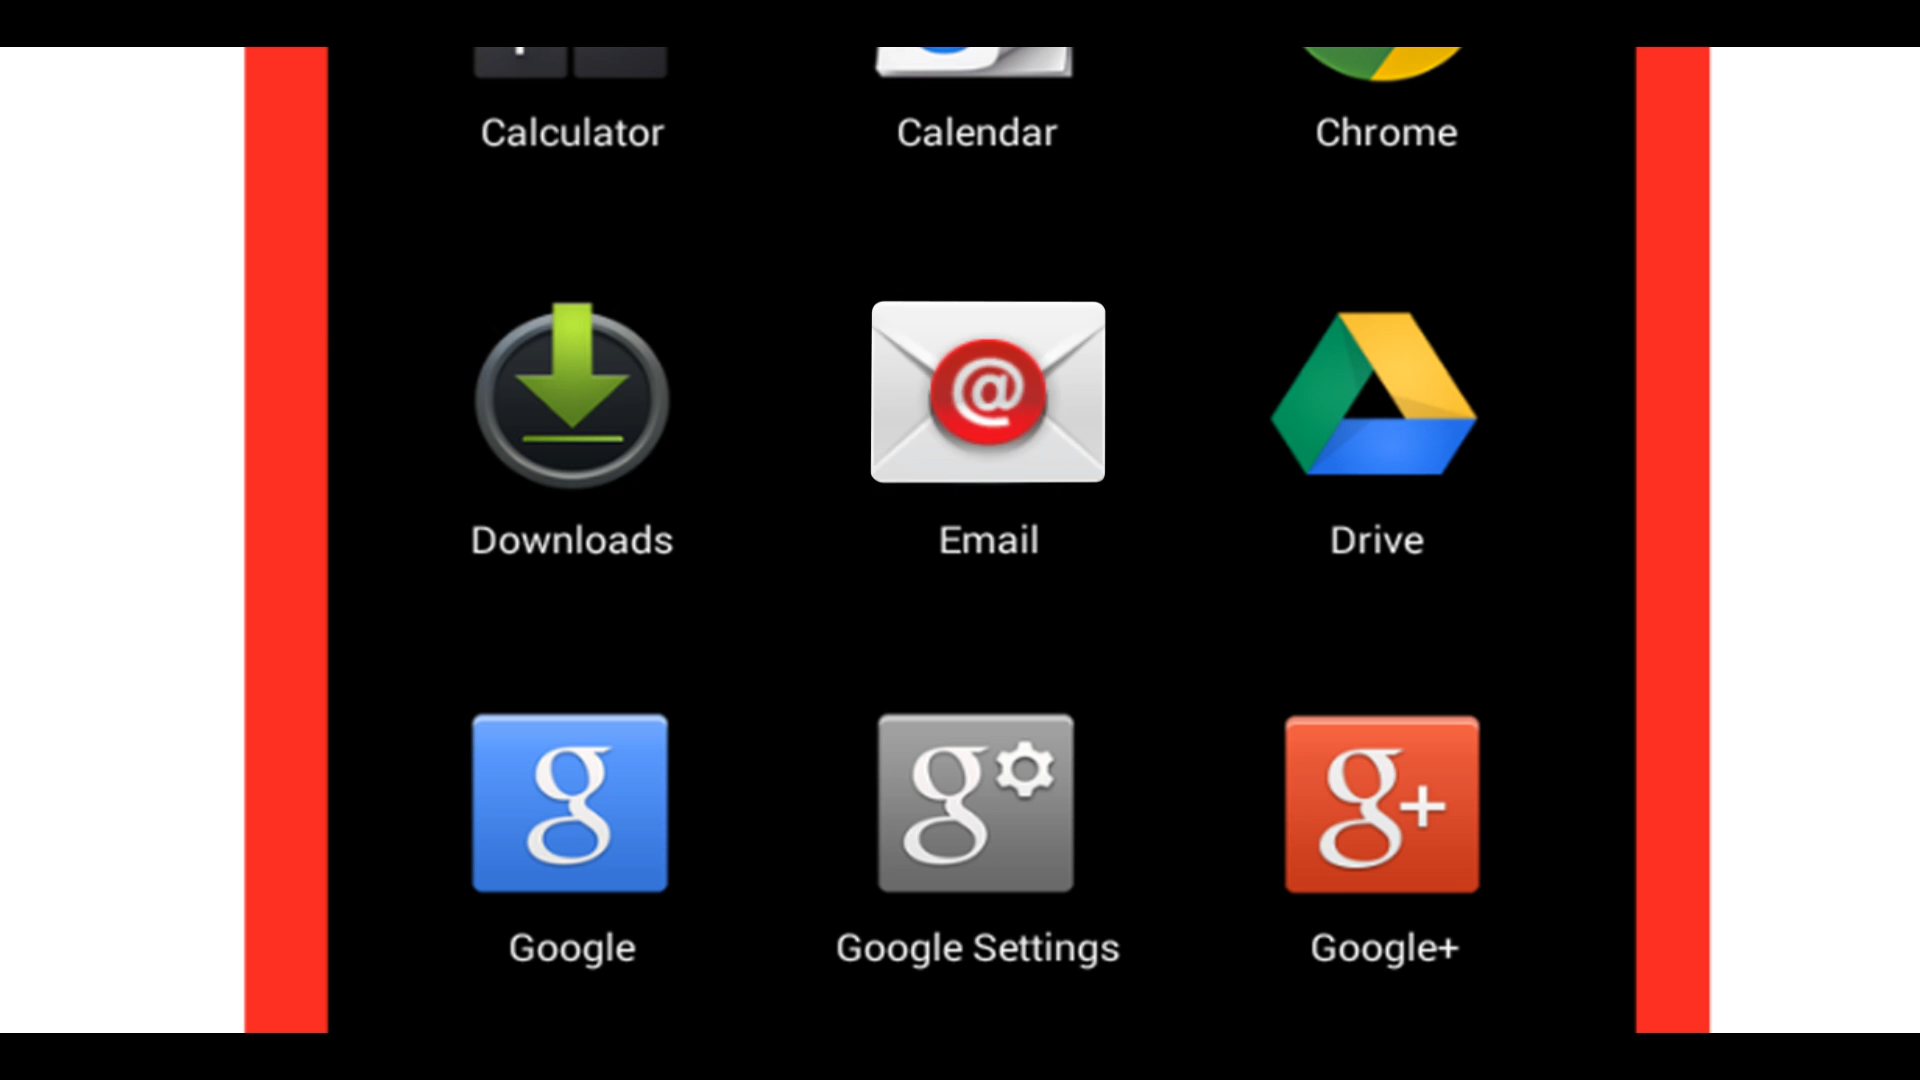 Calculator Calendar Chrome
@
Downloads Email Drive
g g g+
Google Google Settings Google+